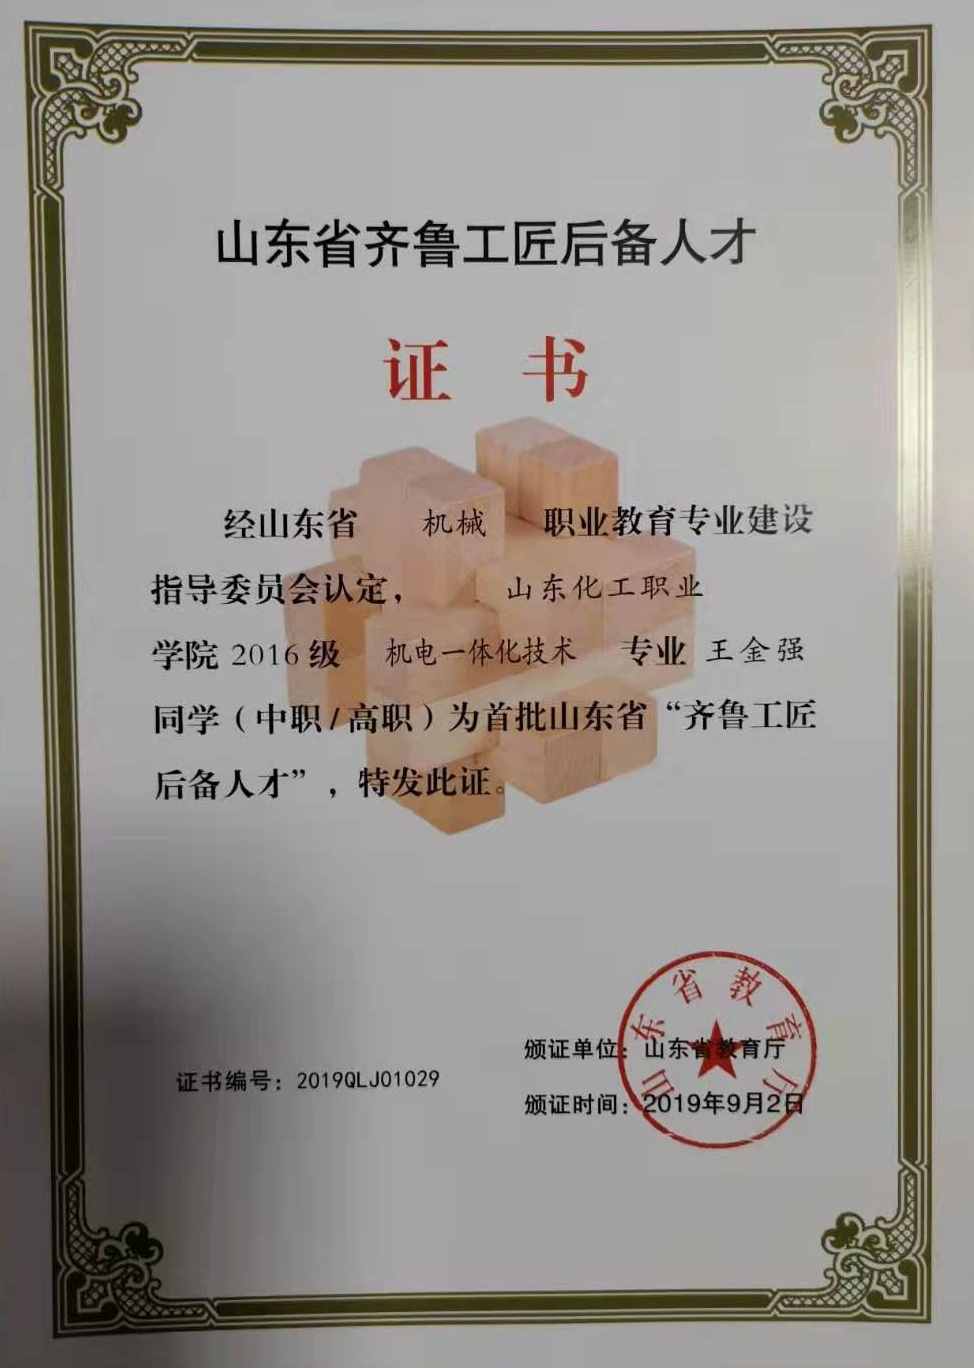 山东省齐鲁工匠后备人才
证 书
经山东省 机械 职业教育专业建设
指导委员会认定， 山东化工职业
学院 2016 级 机电一体化技术 专业 王金强
同学（中职/高职）为首批山东省“齐鲁工匠
后备人才”，特发此证。
山东省教育厅
颁证单位：山东省教育厅
证书编号：2019QLJ01029
颁证时间：2019年9月2日